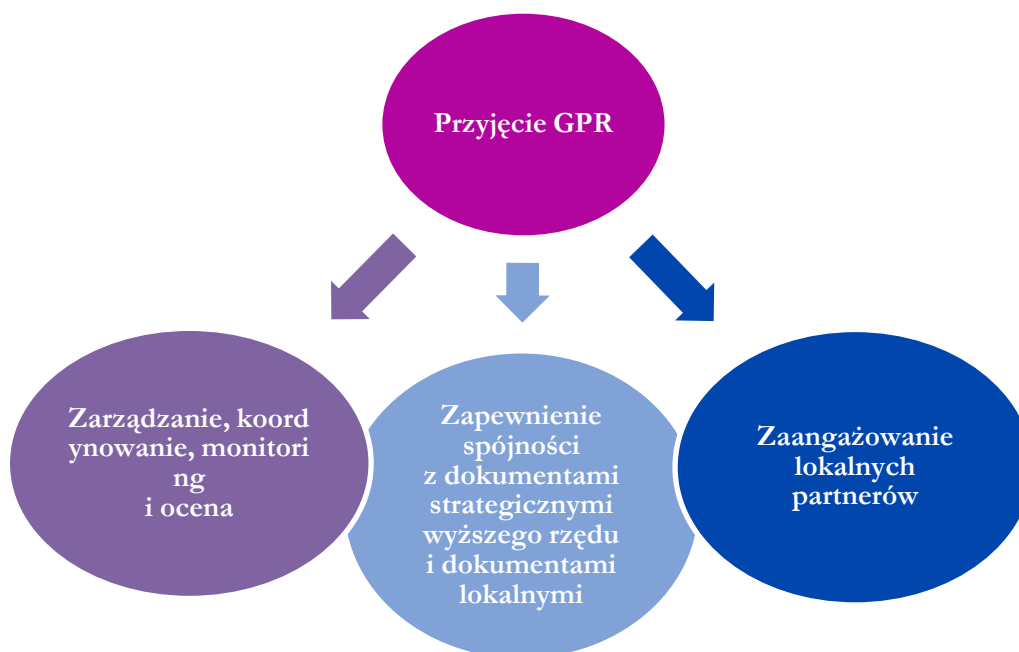 Przyjęcie GPR
Zarządzanie, koord
ynowanie, monitori
ng
i ocena
Zapewnienie
spójności
z dokumentami
strategicznymi
wyższego rzędu
i dokumentami
lokalnymi
Zaangażowanie
lokalnych
partnerów